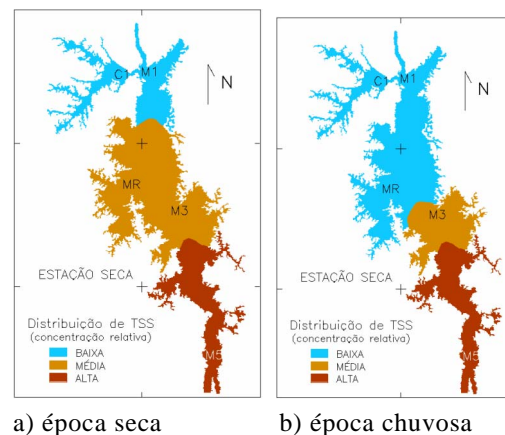 C1
M1
N
MR
M3
ESTAÇÃO SECA
Distribuição de TSS
(concentração relativa)
BAIXA
MÉDIA
ALTA
M5
a) época seca
C1
M1
N
MR
M3
ESTAÇÃO SECA
Distribuição de TSS
(concentração relativa)
BAIXA
MÉDIA
ALTA
M5
b) época chuvosa